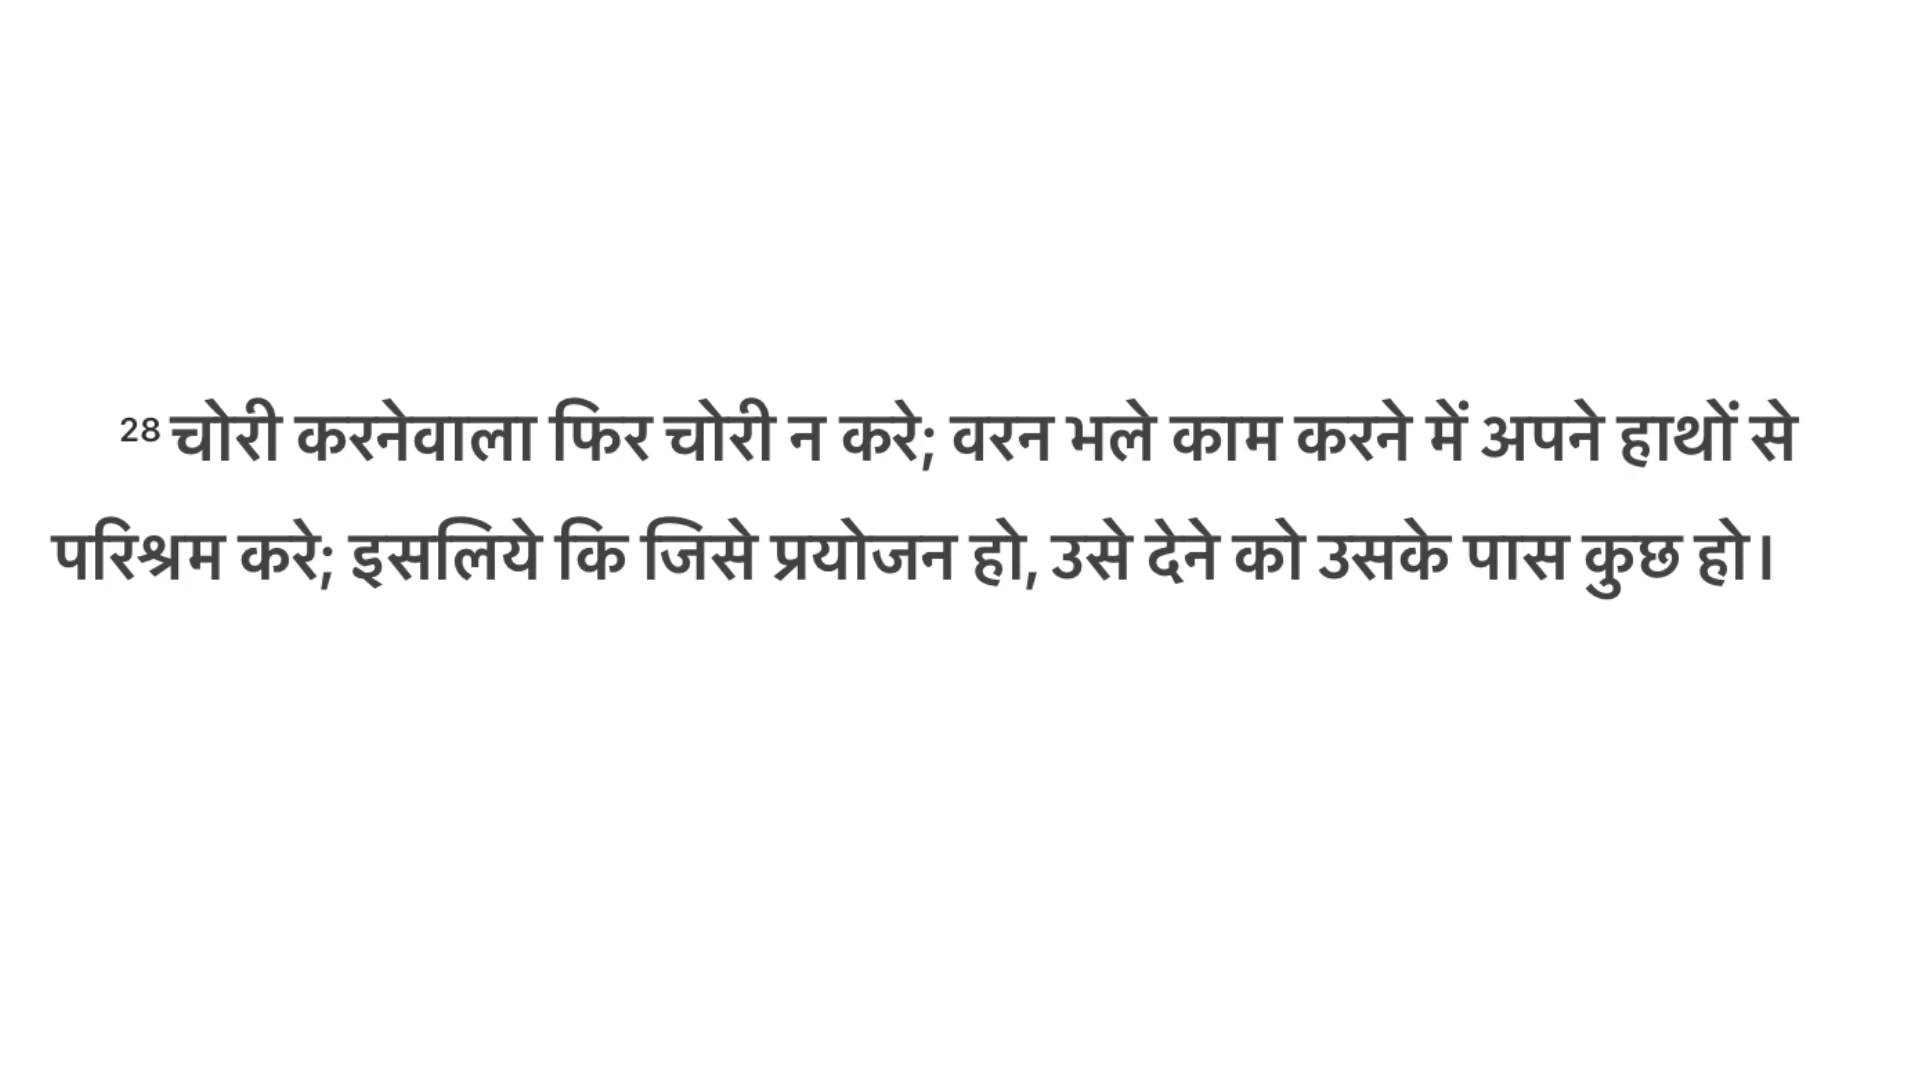 28 चोरी करनेवाला फिर चोरी न करे; वरन भले काम करने में अपने हाथों से
परिश्रम करे; इसलिये कि जिसे प्रयोजन हो, उसे देने को उसके पास कुछ हो।